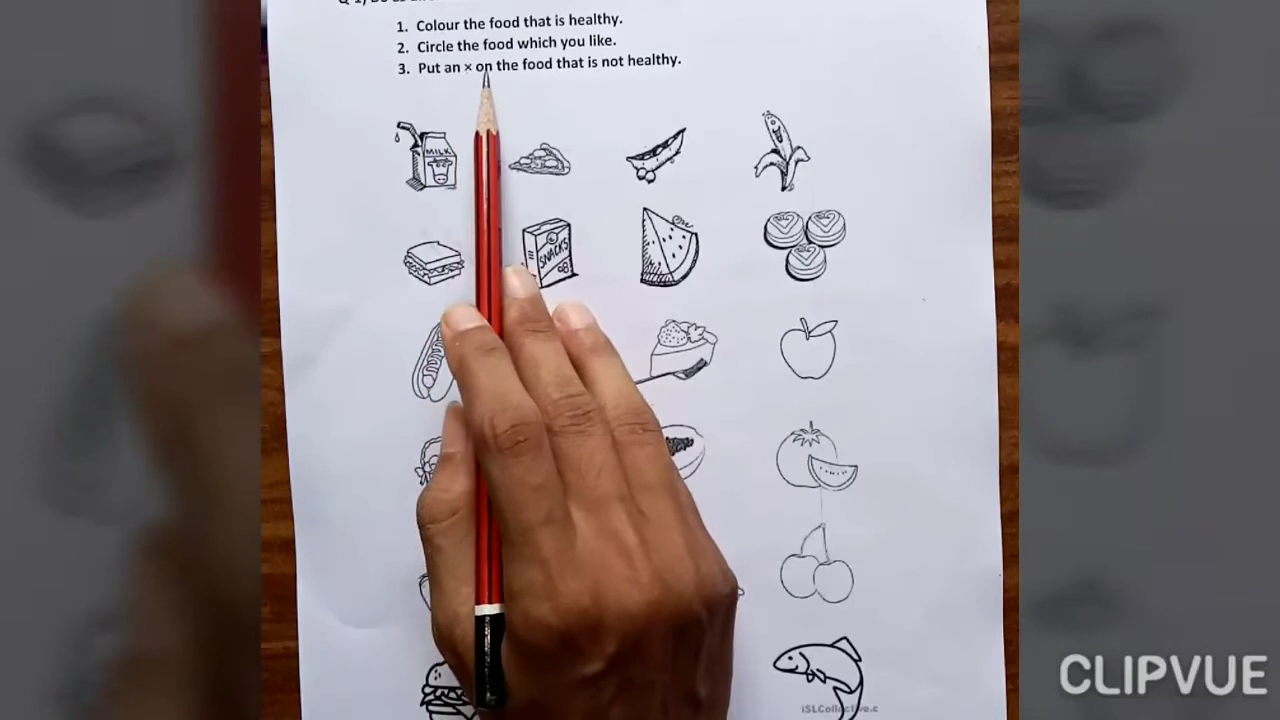 1. Colour the food that is healthy.
2. Circle the food which you like.
3. Put an × on the food that is not healthy.
MILK
SNACKS
CLIPVUE